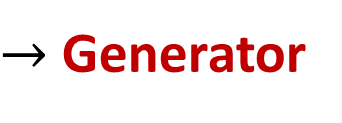 → Generator